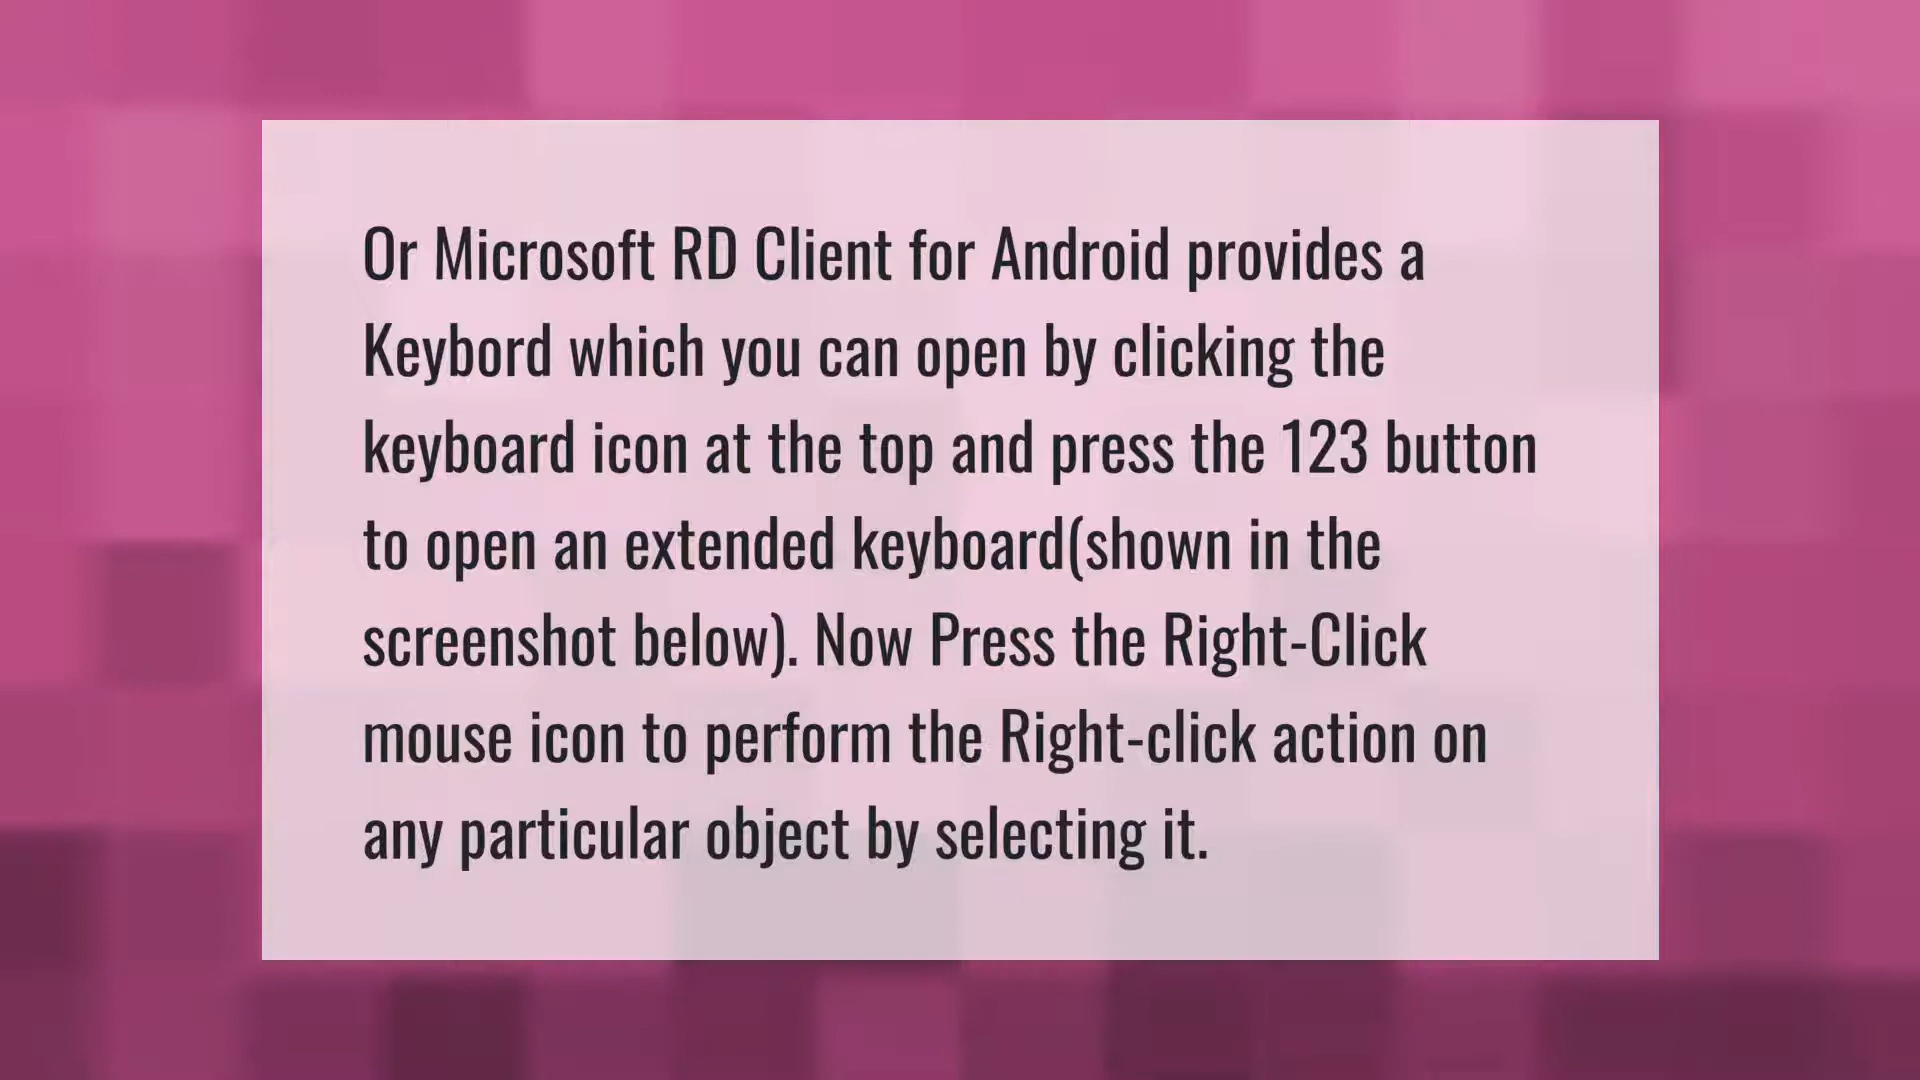 Or Microsoft RD Client for Android provides a
Keybord which you can open by clicking the
keyboard icon at the top and press the 123 button
to open an extended keyboard(shown in the
screenshot below). Now Press the Right-Click
mouse icon to perform the Right-click action on
any particular object by selecting it.